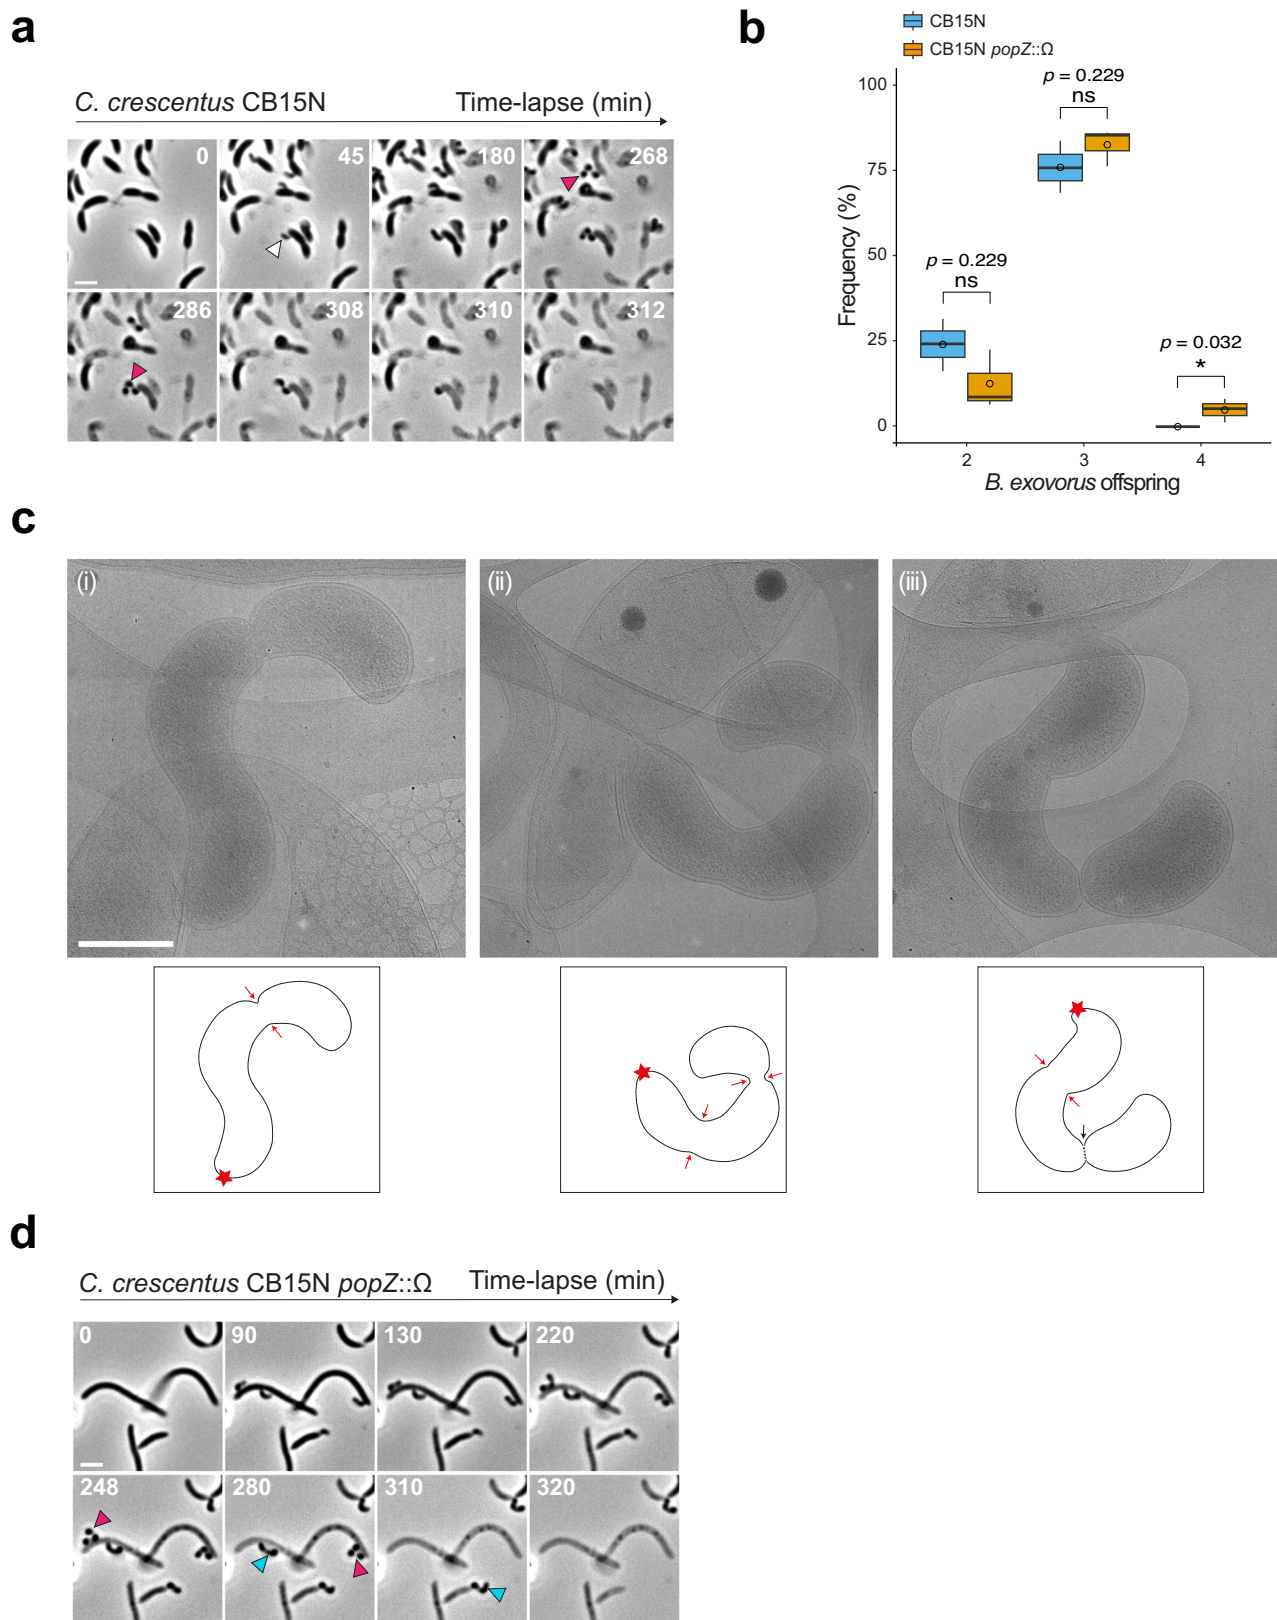 a
C. crescentus CB15N Time-lapse (min)
0 45 180 268
286 308 310 312
b
CB15N
CB15N popZ::Ω
Frequency (%)
100
75
50
25
0
p = 0.229
ns
p = 0.229
ns
p = 0.032
*
2 3 4
B. exovorus offspring
c
(i) (ii) (iii)
d
C. crescentus CB15N popZ::Ω Time-lapse (min)
0 90 130 220
248 280 310 320